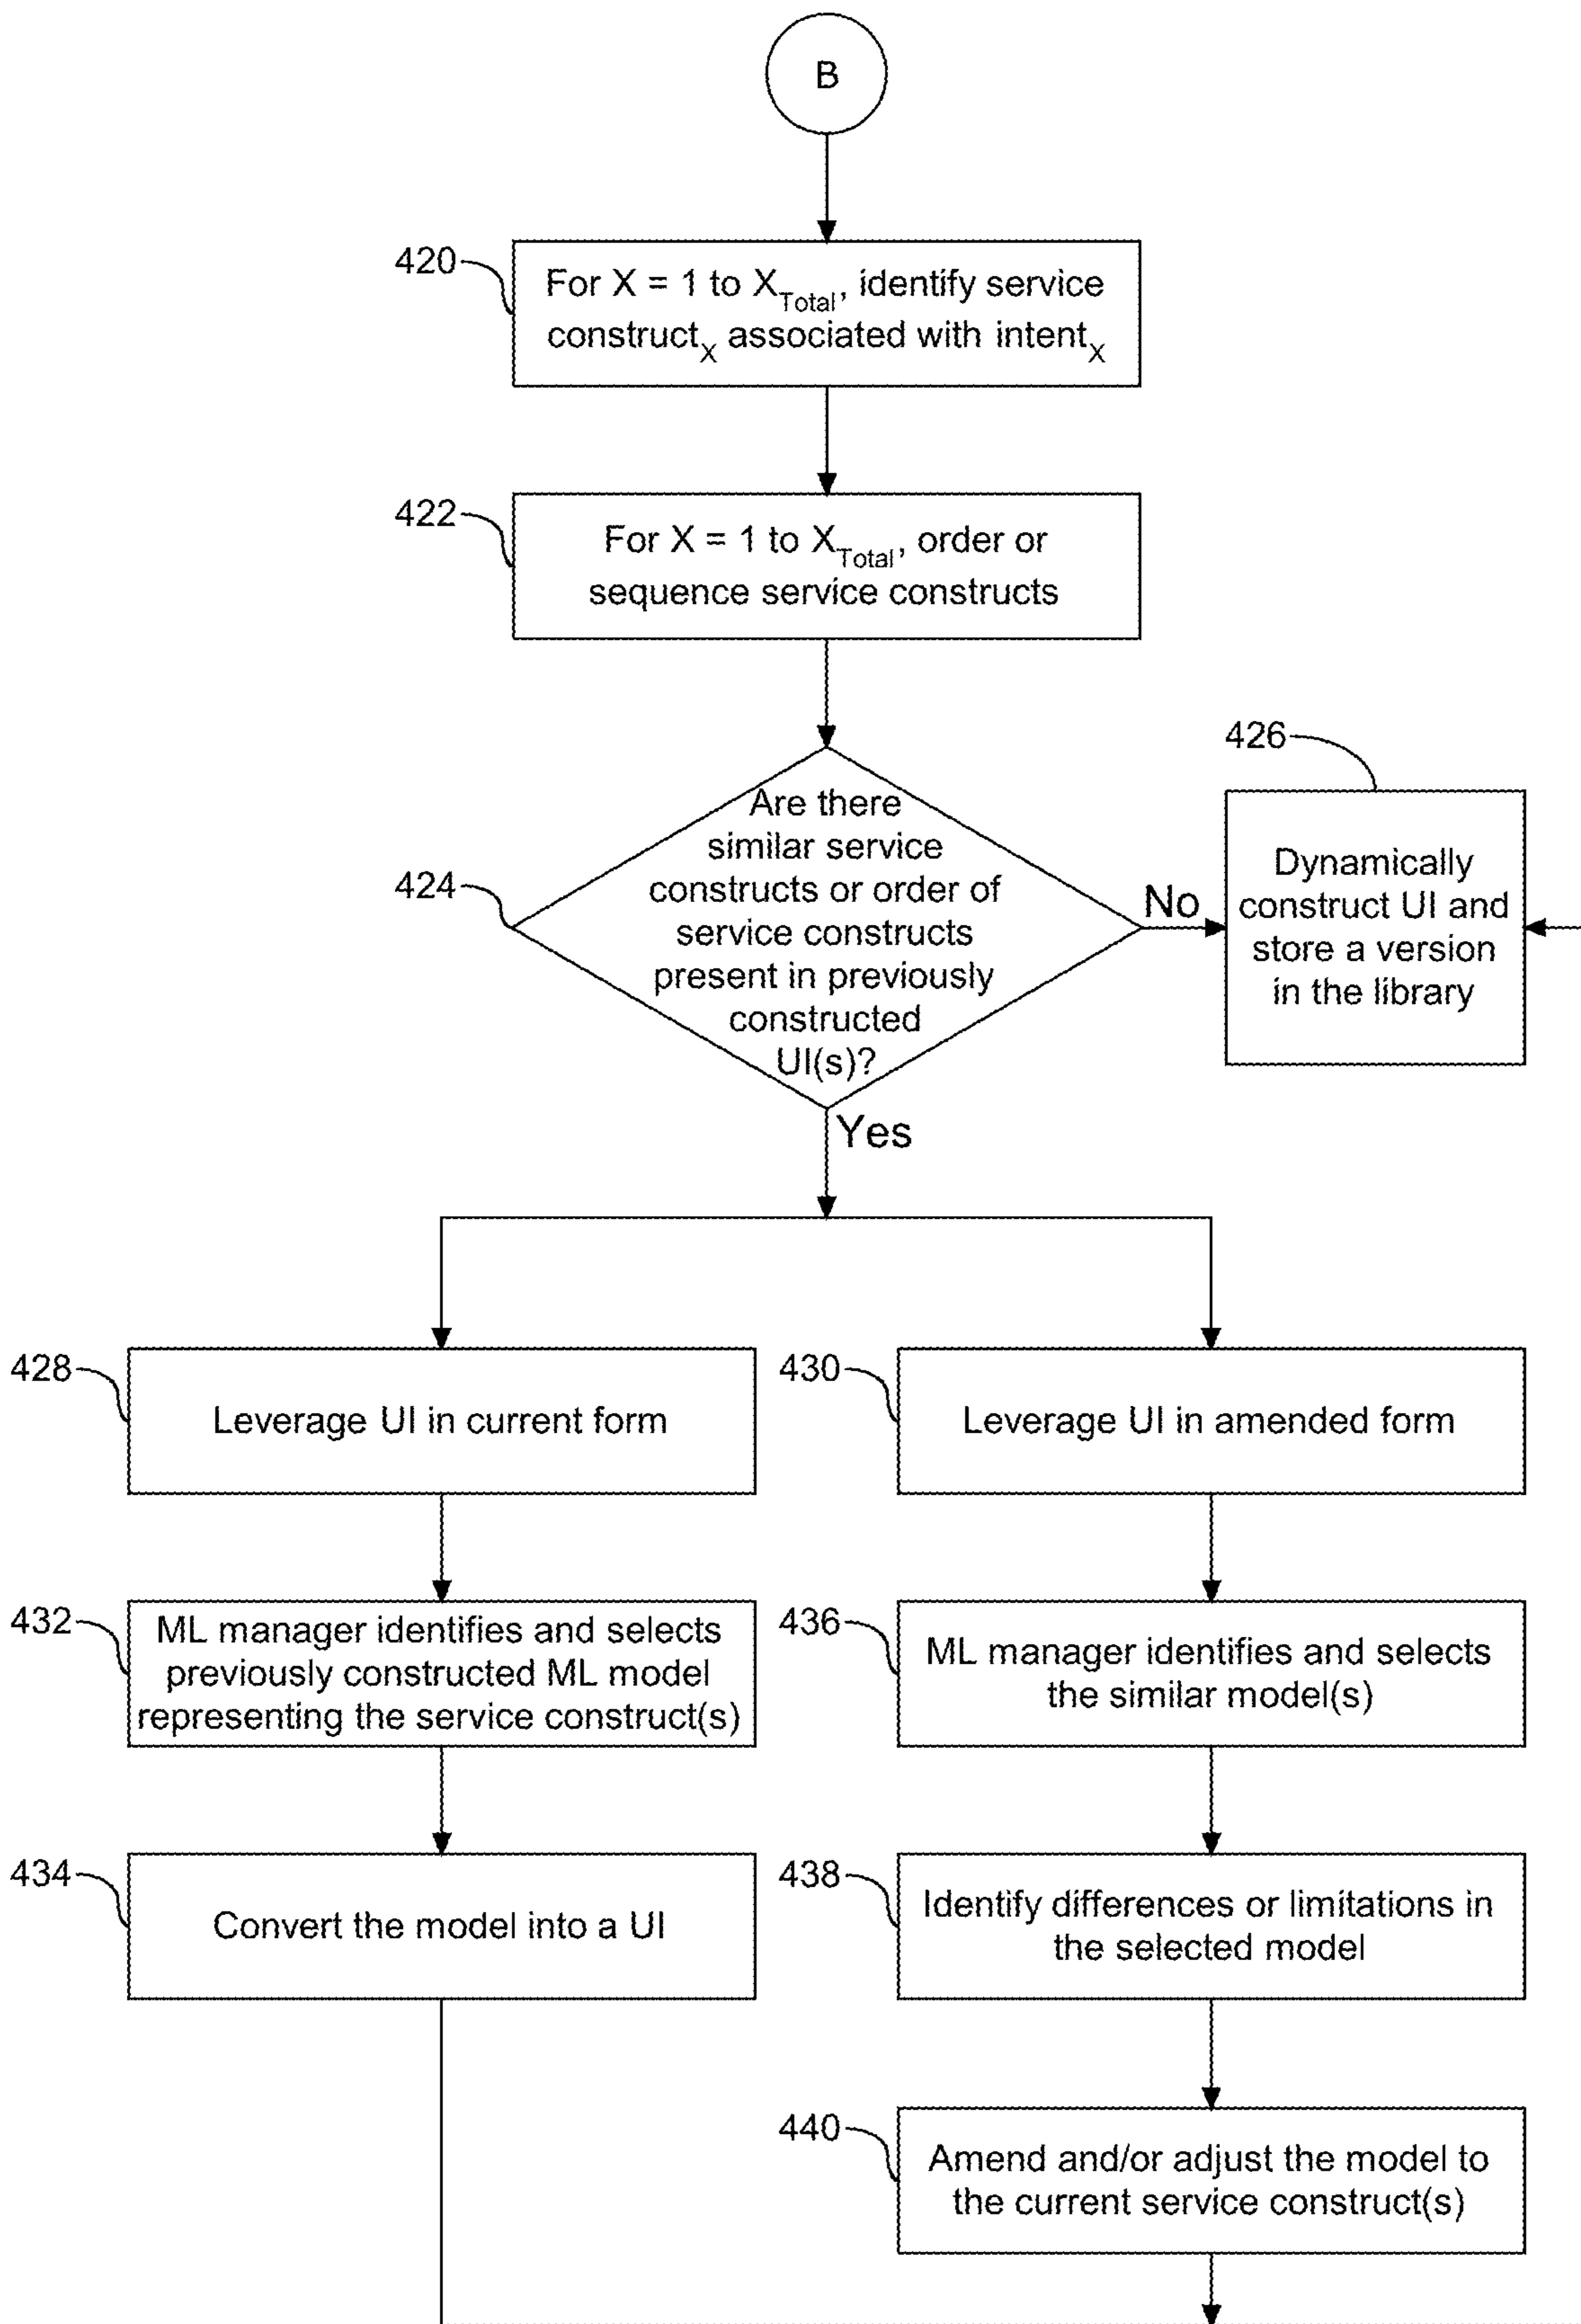 B
420
For X = 1 to X_Total, identify service
construct_X associated with intent_X
422
For X = 1 to X_Total, order or
sequence service constructs
424
Are there
similar service
constructs or order of
service constructs
present in previously
constructed
UI(s)?
No
426
Dynamically
construct UI and
store a version
in the library
Yes
428
Leverage UI in current form
430
Leverage UI in amended form
432
ML manager identifies and selects
previously constructed ML model
representing the service construct(s)
436
ML manager identifies and selects
the similar model(s)
434
Convert the model into a UI
438
Identify differences or limitations in
the selected model
440
Amend and/or adjust the model to
the current service construct(s)